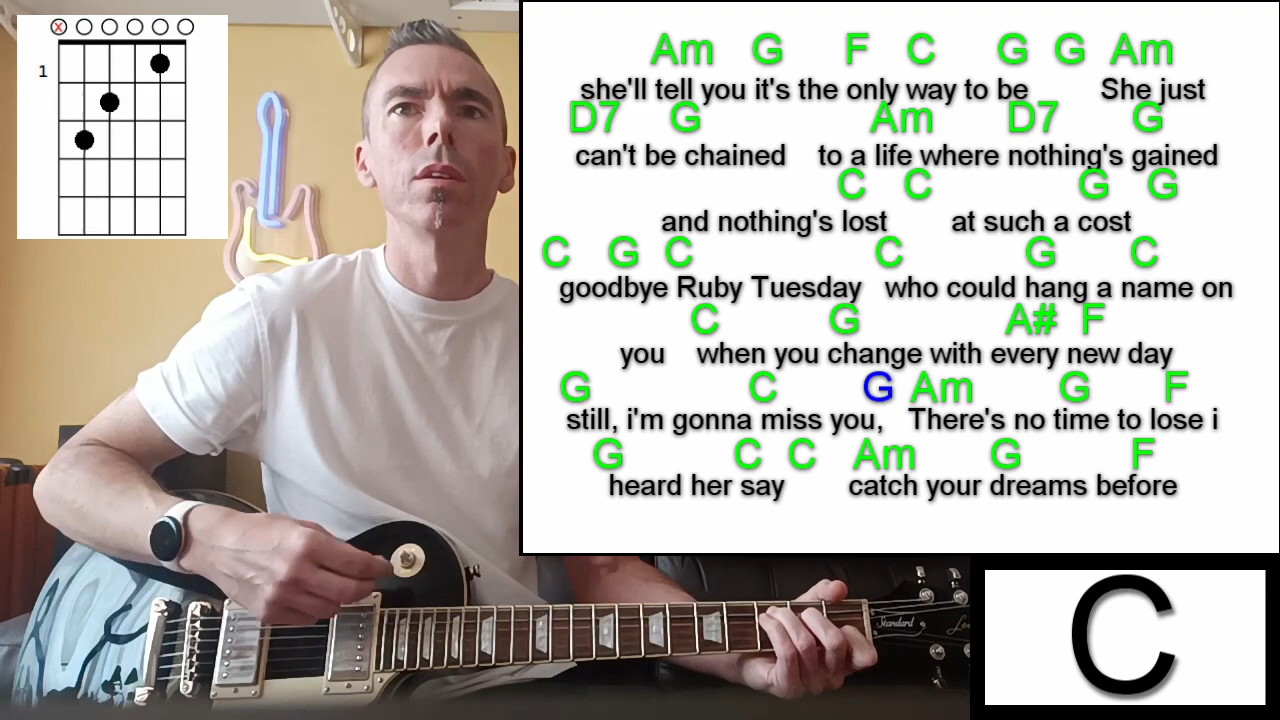 x
1
Am G F C G G Am
she'll tell you it's the only way to be She just
D7 G Am D7 G
can't be chained to a life where nothing's gained
C C G G
and nothing's lost at such a cost
C G C C G C
goodbye Ruby Tuesday who could hang a name on
C G A# F
you when you change with every new day
G C G Am G F
still, i'm gonna miss you, There's no time to lose i
G C C Am G F
heard her say catch your dreams before
Standard
C